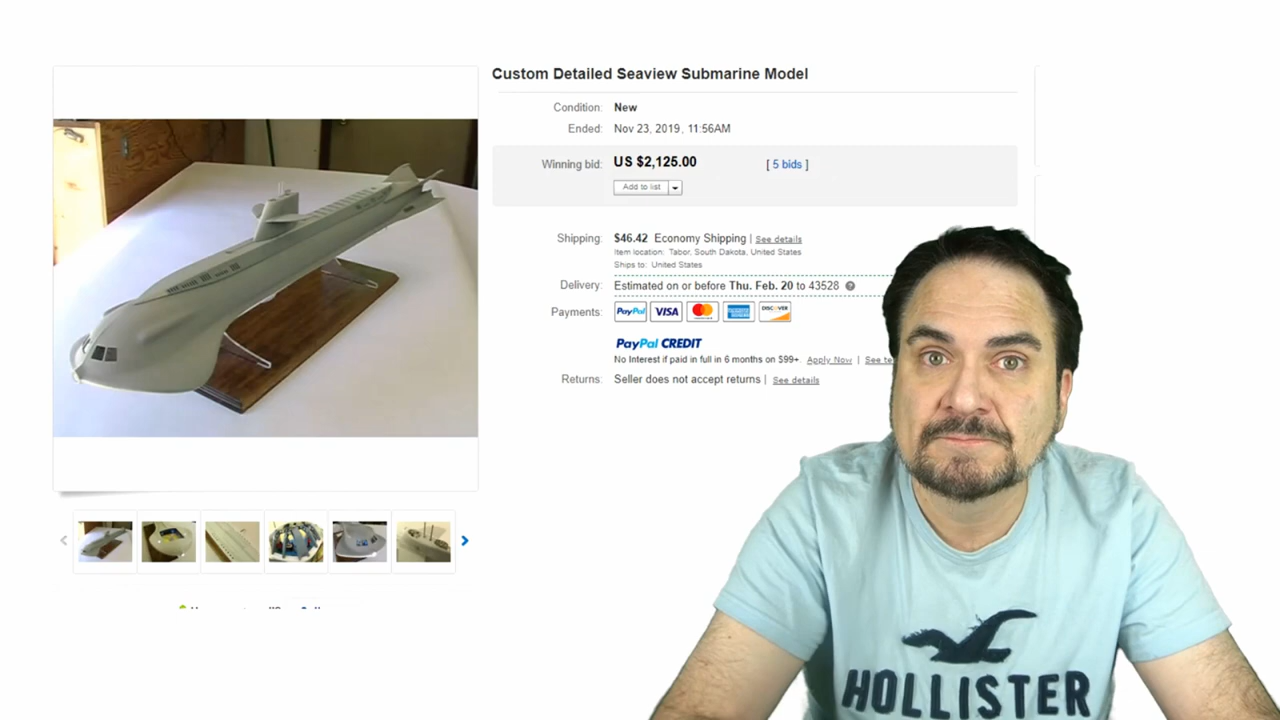 Custom Detailed Seaview Submarine Model
Condition: New
Ended: Nov 23, 2019, 11:56AM
Winning bid: US $2,125.00 [ 5 bids ]
Add to list
Shipping: $46.42 Economy Shipping | See details
Item location: Tabor, South Dakota, United States
Ships to: United States
Delivery: Estimated on or before Thu. Feb. 20 to 43528
Payments: PayPal VISA
DISCOVER
PayPal CREDIT
No Interest if paid in full in 6 months on $99+. Apply Now | See
Returns: Seller does not accept returns | See details
HOLLISTER